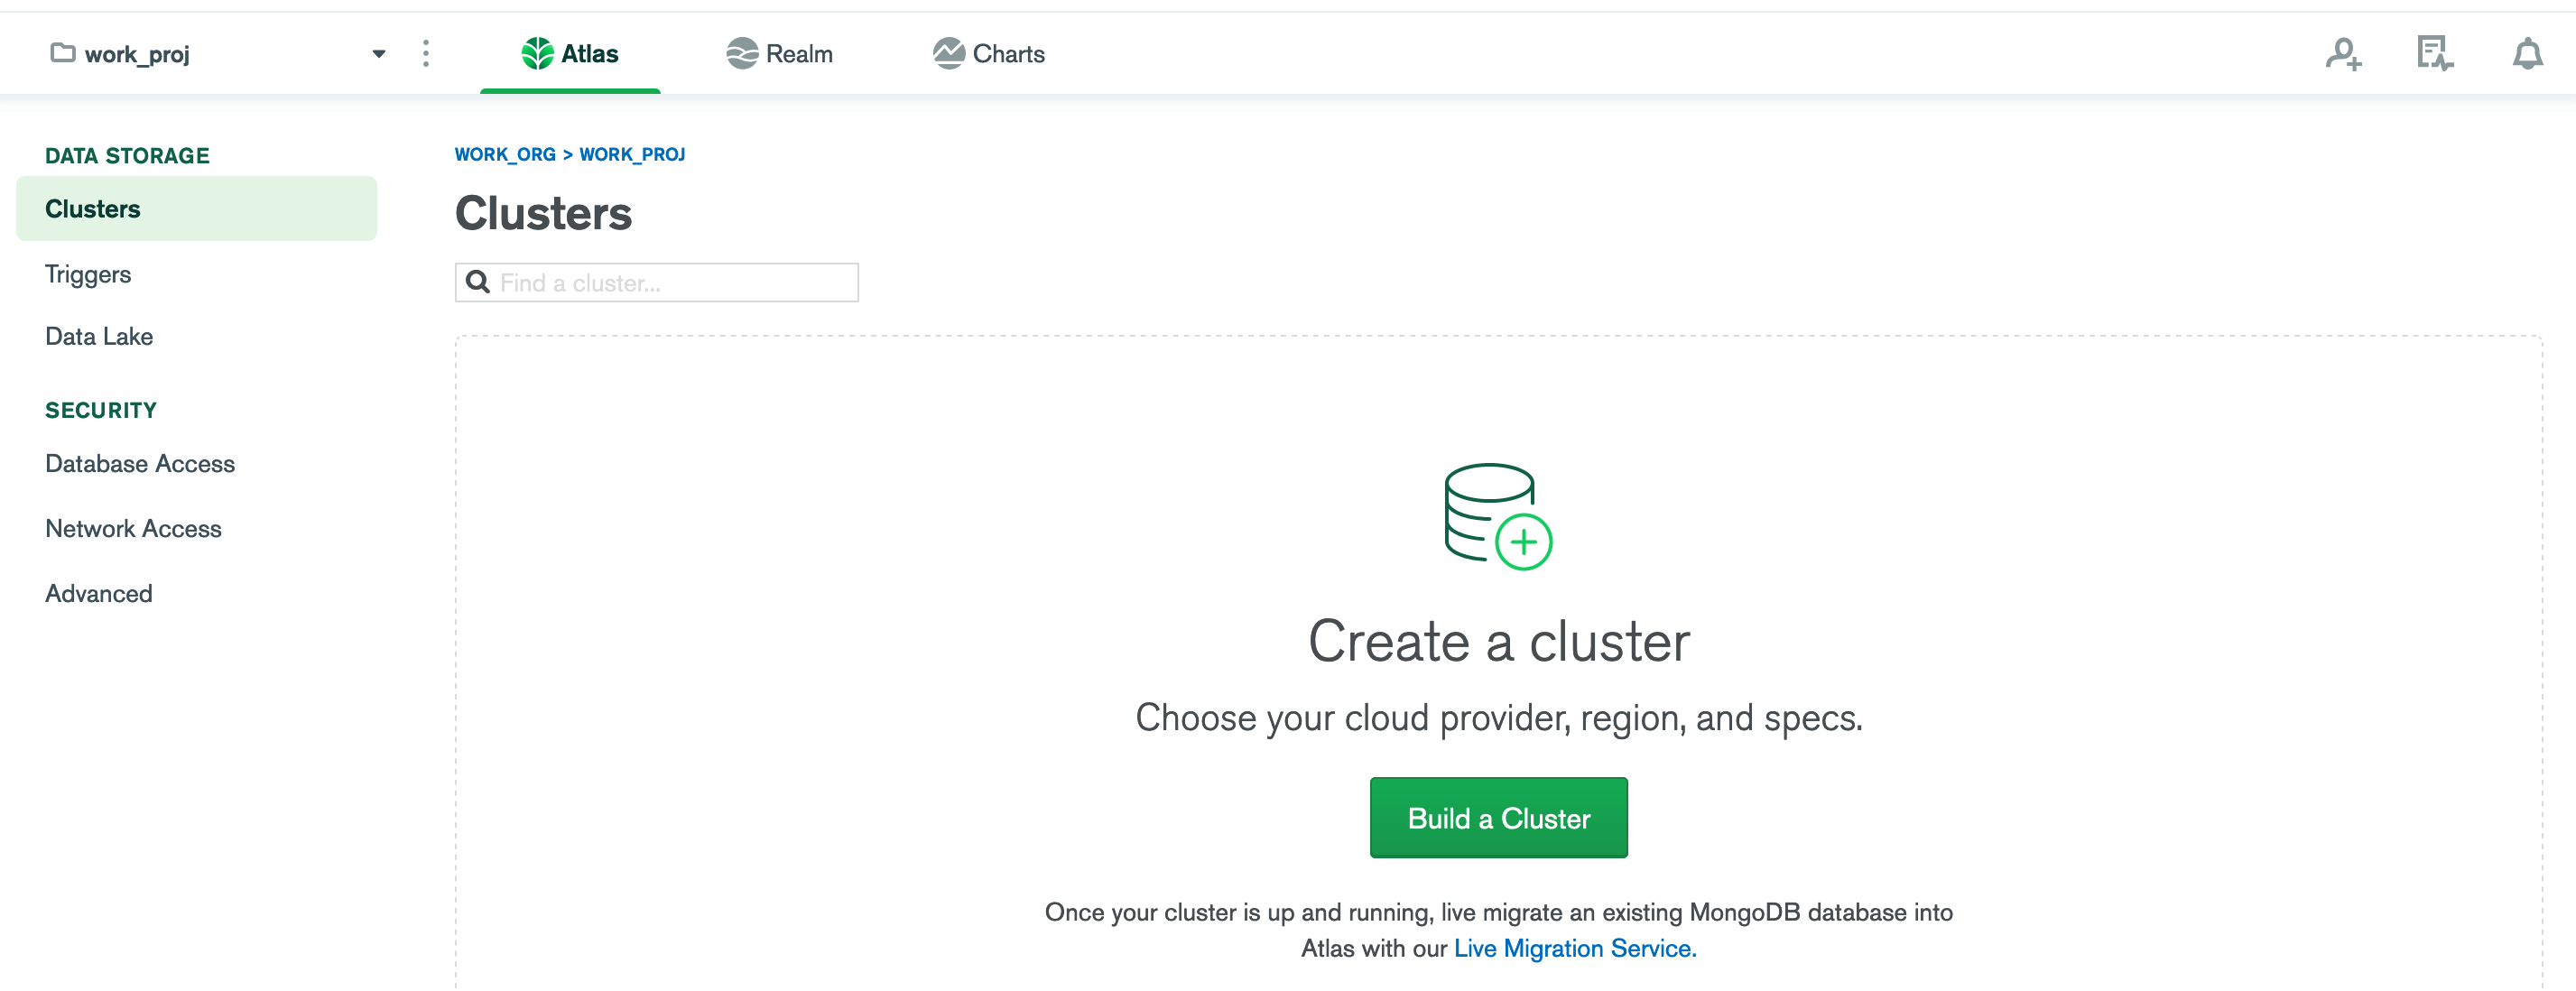 work_proj
Atlas
Realm
Charts
DATA STORAGE
Clusters
Triggers
Data Lake
SECURITY
Database Access
Network Access
Advanced
WORK_ORG > WORK_PROJ
Clusters
Find a cluster...
Create a cluster
Choose your cloud provider, region, and specs.
Build a Cluster
Once your cluster is up and running, live migrate an existing MongoDB database into
Atlas with our Live Migration Service.